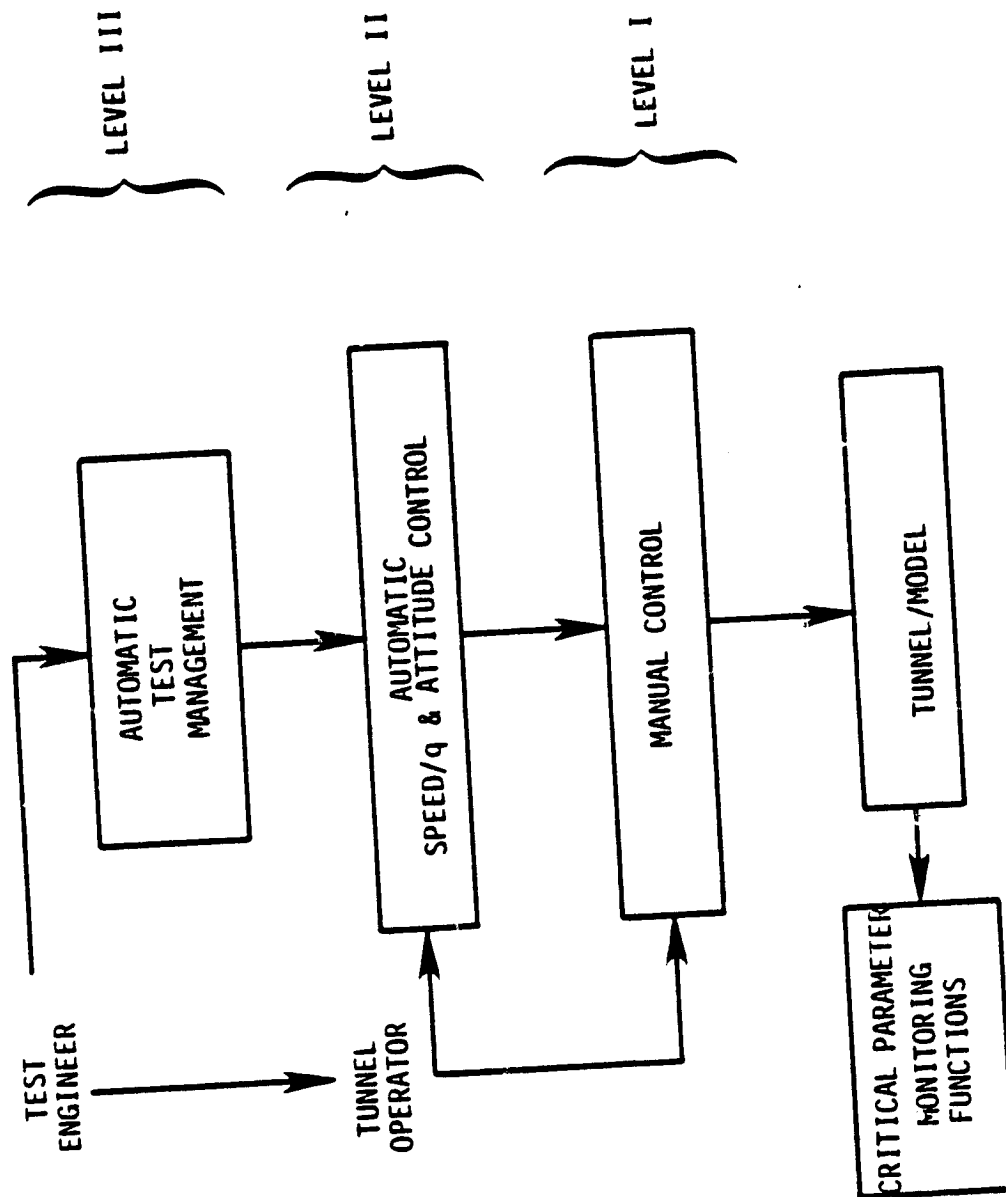 TEST
ENGINEER
AUTOMATIC
TEST
MANAGEMENT
LEVEL III
TUNNEL
OPERATOR
AUTOMATIC
SPEED/q & ATTITUDE CONTROL
LEVEL II
MANUAL CONTROL
LEVEL I
TUNNEL/MODEL
CRITICAL PARAMETER
MONITORING
FUNCTIONS